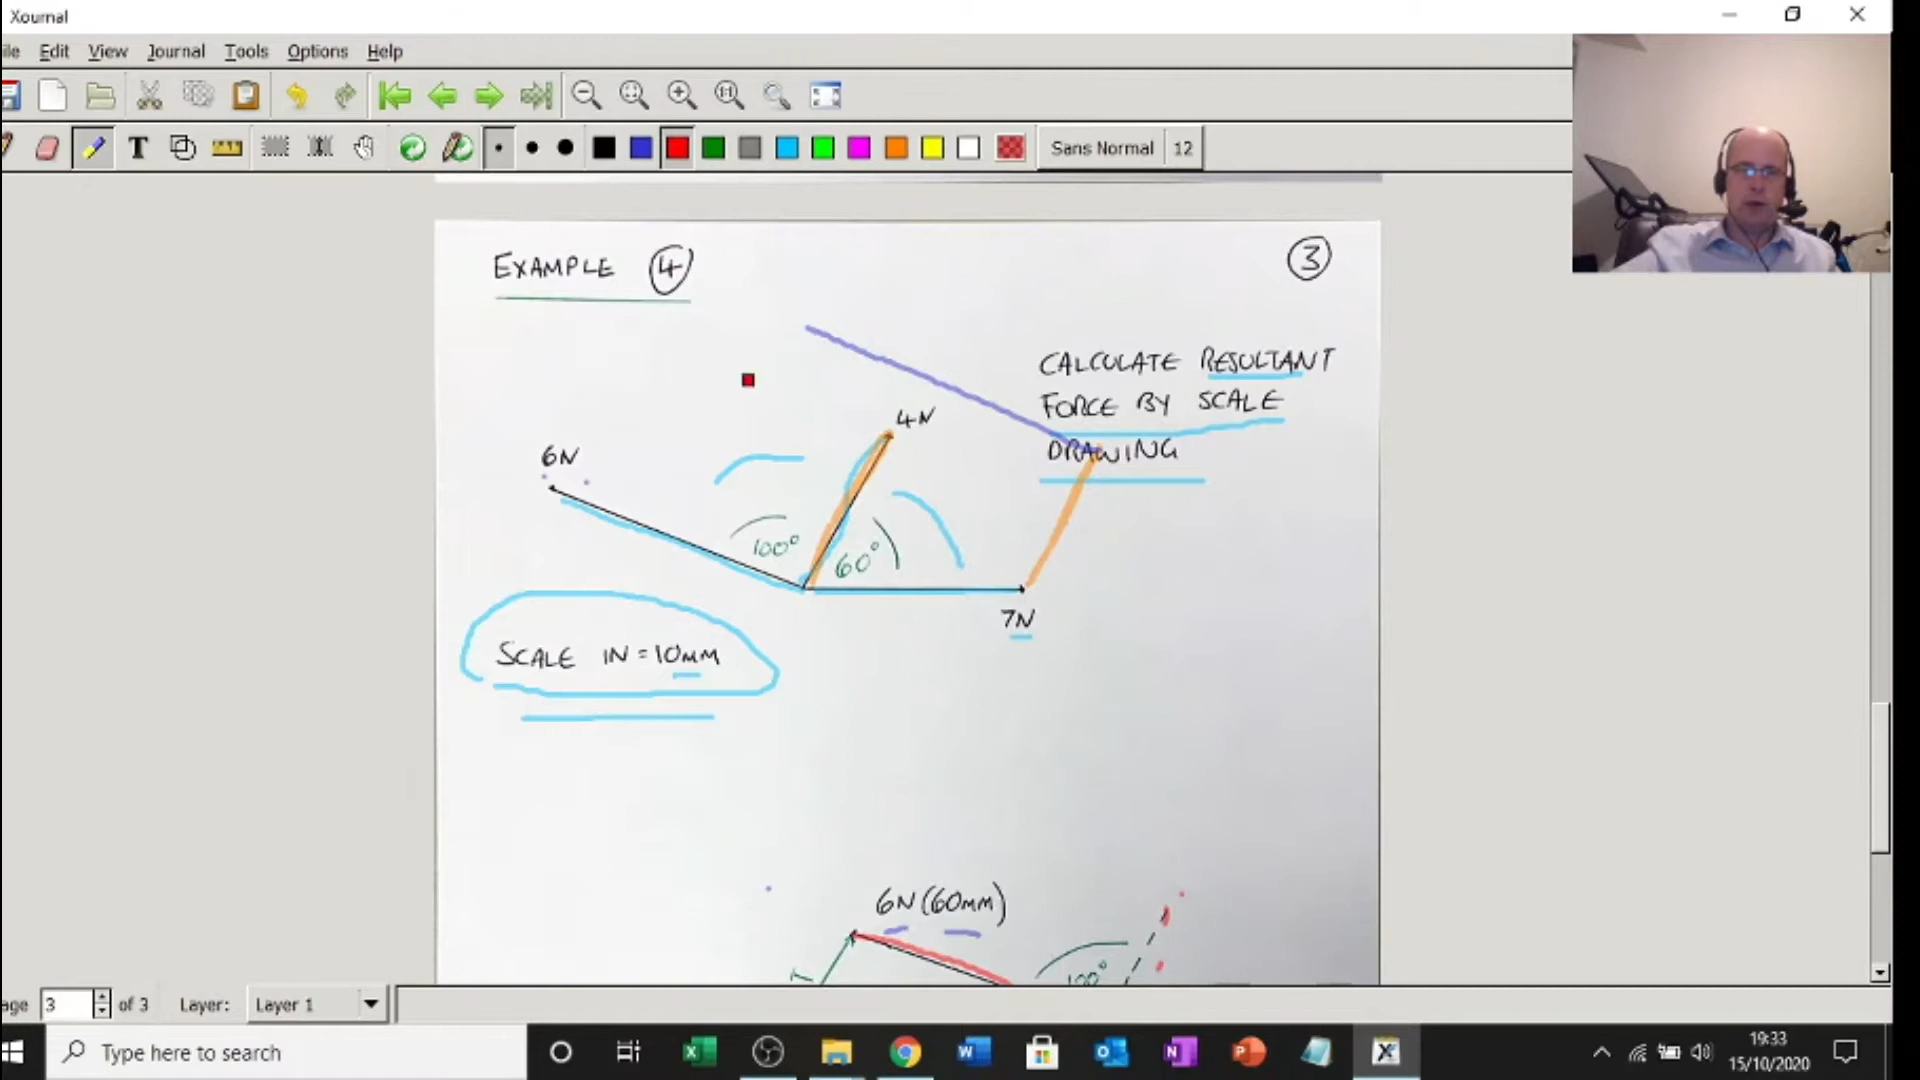 Xournal
ile Edit View Journal Tools Options Help
Sans Normal 12
EXAMPLE 4
3
CALCULATE RESULTANT
FORCE BY SCALE
DRAWING
4N
6N
100°
60°
7N
SCALE 1N = 10MM
6N (60MM)
100°
age 3 of 3 Layer: Layer 1
Type here to search
19:33
15/10/2020